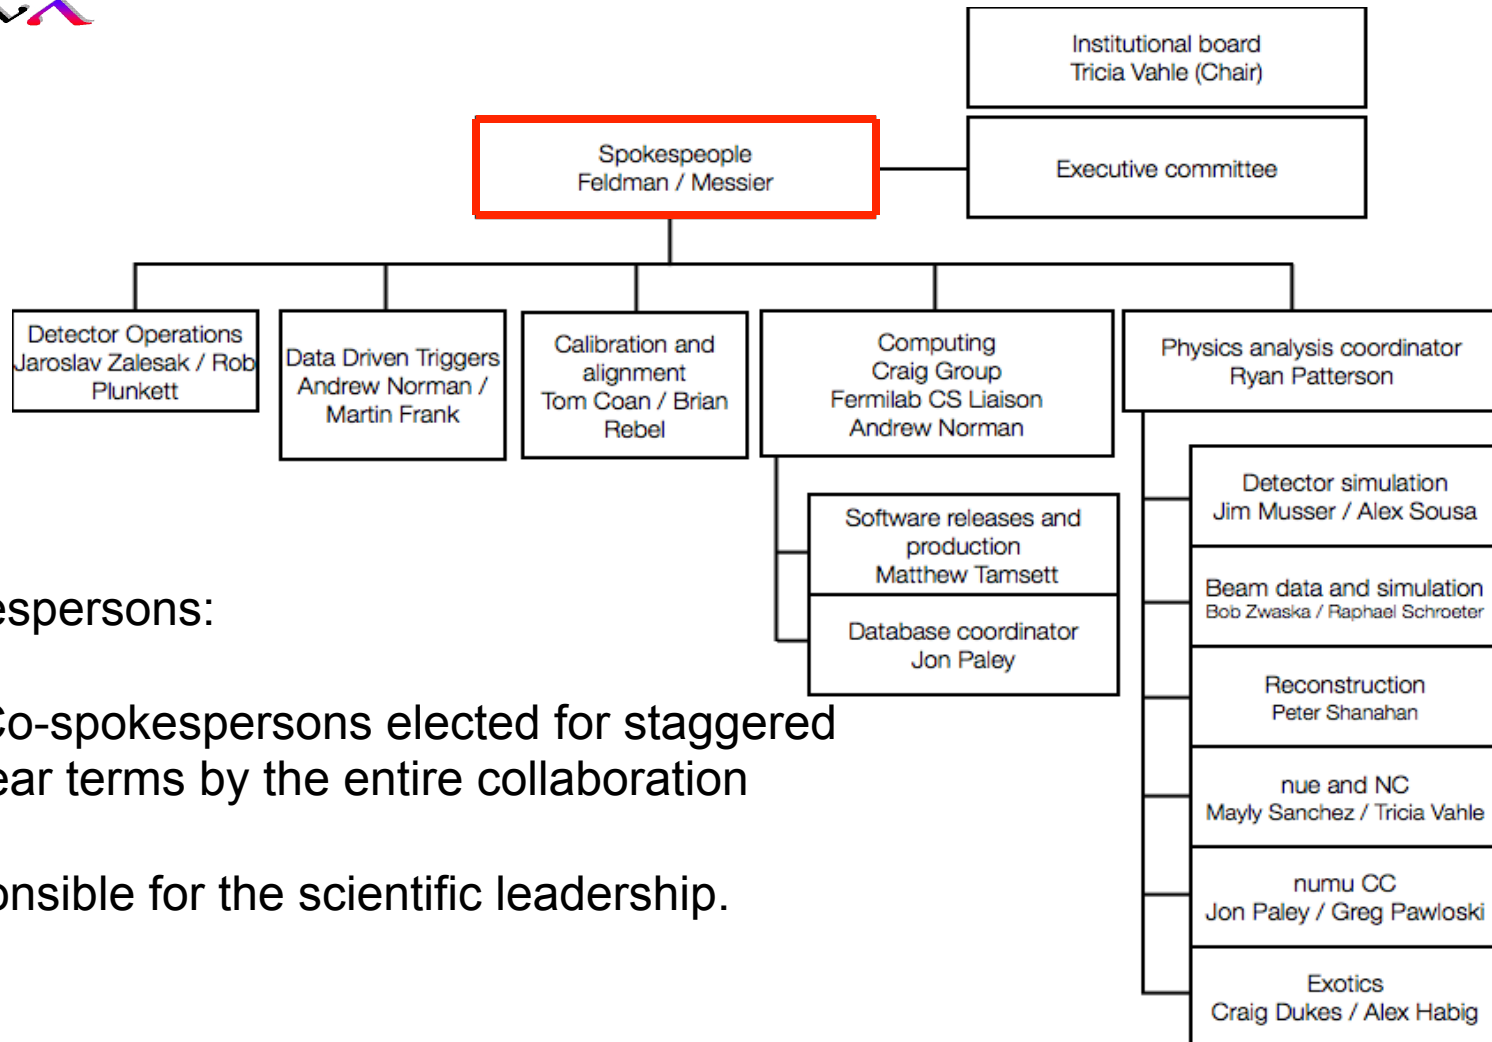 Institutional board
Tricia Vahle (Chair)
Spokespeople
Feldman / Messier
Executive committee
Detector Operations
Jaroslav Zalesak / Rob
Plunkett
Data Driven Triggers
Andrew Norman /
Martin Frank
Calibration and
alignment
Tom Coan / Brian
Rebel
Computing
Craig Group
Fermilab CS Liaison
Andrew Norman
Physics analysis coordinator
Ryan Patterson
Software releases and
production
Matthew Tamsett
Database coordinator
Jon Paley
Detector simulation
Jim Musser / Alex Sousa
Beam data and simulation
Bob Zwaska / Raphael Schroeter
Reconstruction
Peter Shanahan
nue and NC
Mayly Sanchez / Tricia Vahle
numu CC
Jon Paley / Greg Pawloski
Exotics
Craig Dukes / Alex Habig
espersons:
Co-spokespersons elected for staggered
ear terms by the entire collaboration
onsible for the scientific leadership.